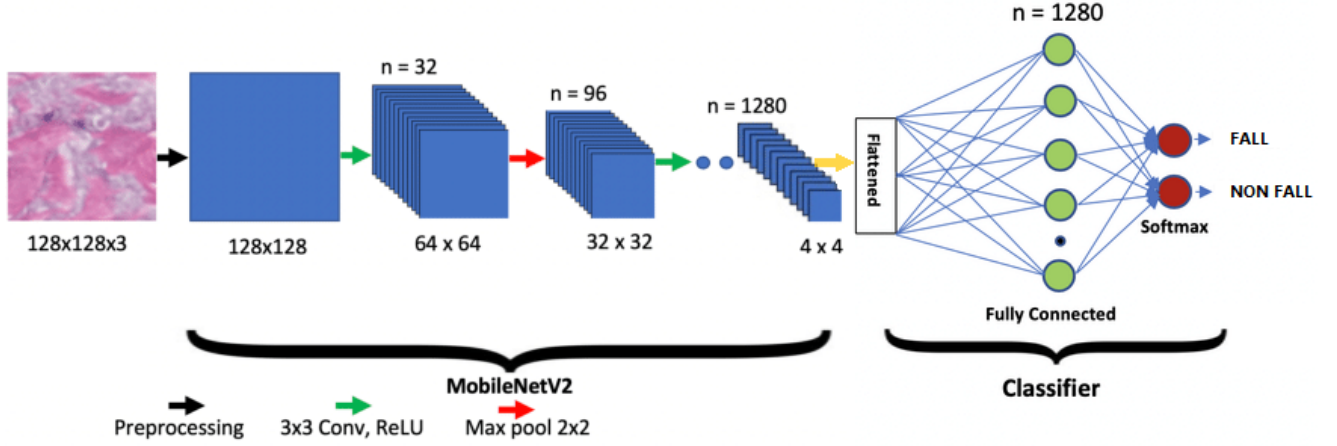 n = 1280
n = 32
n = 96
n = 1280
Flattened
FALL
NON FALL
Softmax
128x128x3
128x128
64 x 64
32 x 32
4 x 4
Fully Connected
MobileNetV2
Classifier
Preprocessing
3x3 Conv, ReLU
Max pool 2x2